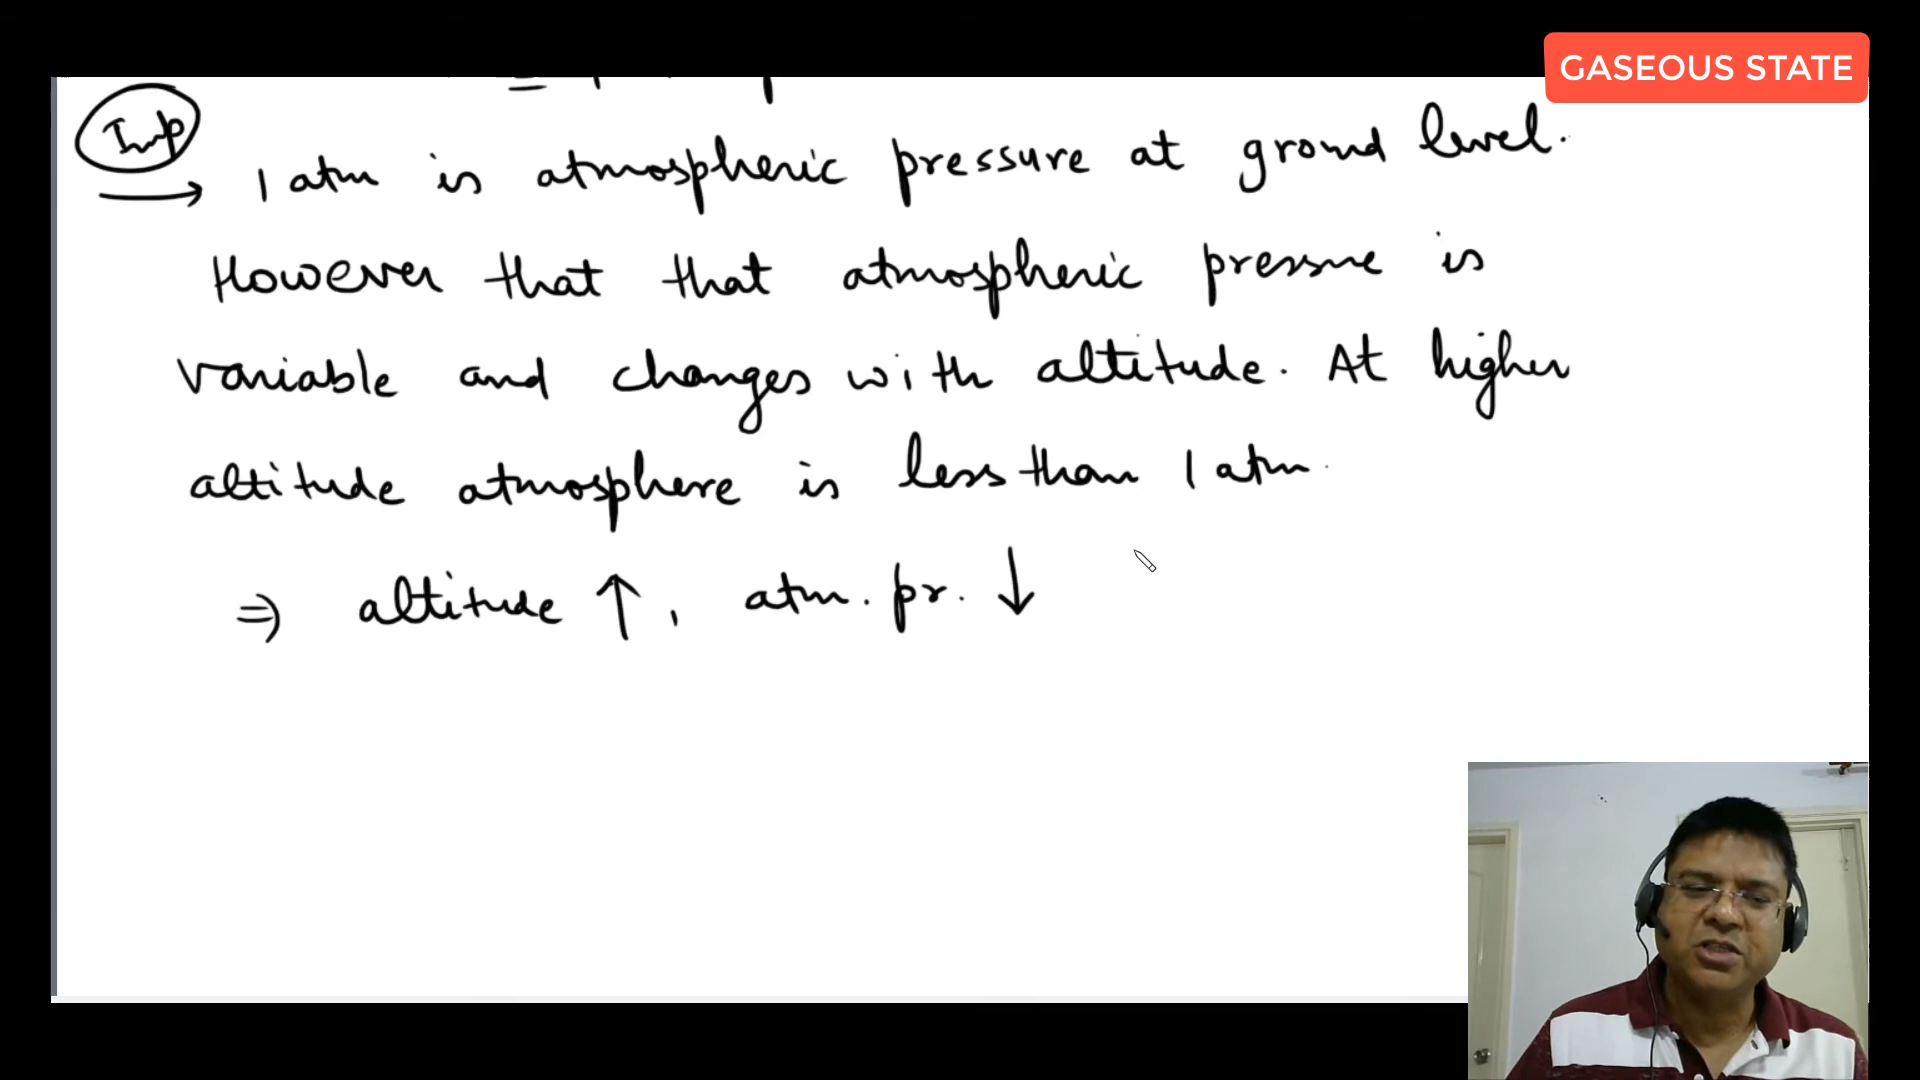 GASEOUS STATE
Imp
→ 1 atm is atmospheric pressure at ground level.
However that that atmospheric pressure is
variable and changes with altitude. At higher
altitude atmosphere is less than 1 atm.
⇒ altitude ↑, atm. pr. ↓